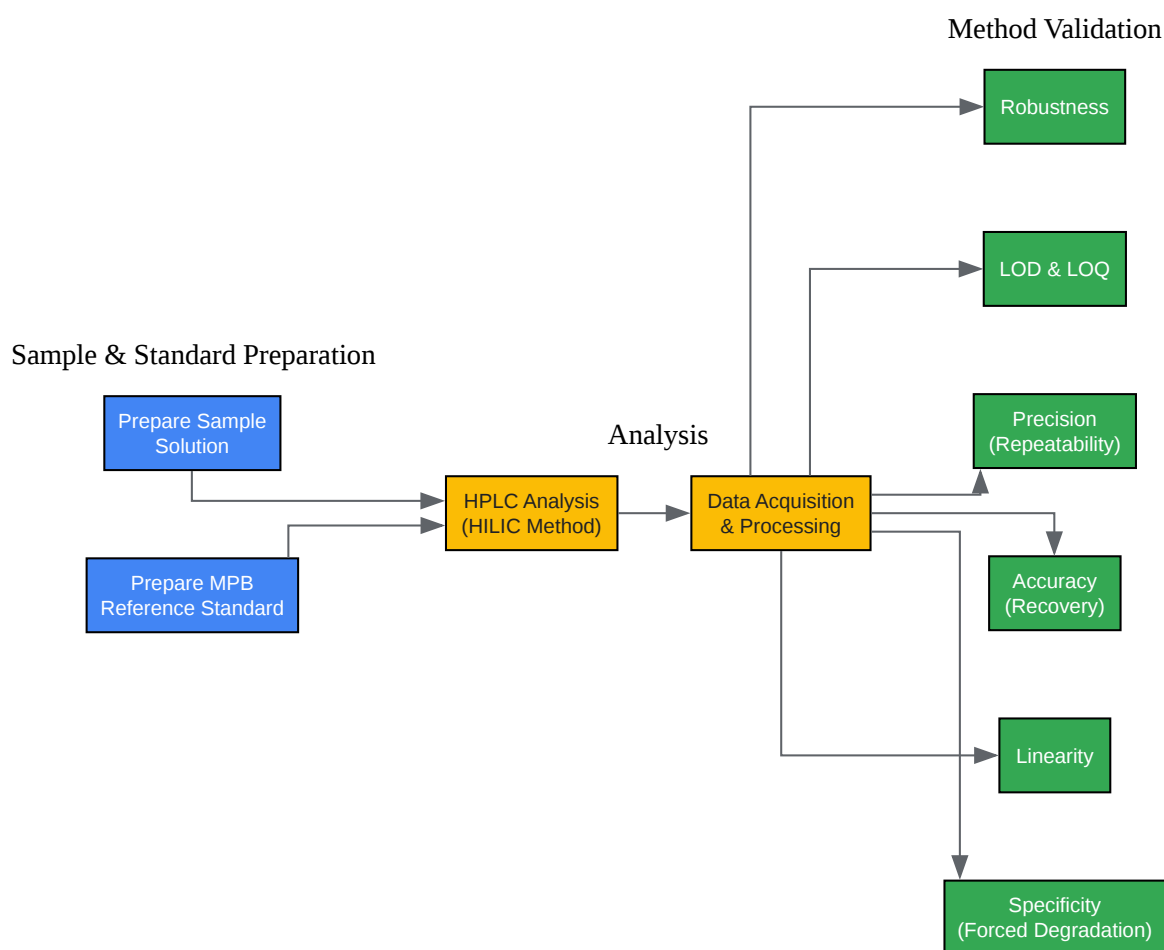 Method Validation
Robustness
LOD & LOQ
Sample & Standard Preparation
Prepare Sample
Solution
Precision
(Repeatability)
Analysis
HPLC Analysis
(HILIC Method)
Data Acquisition
& Processing
Prepare MPB
Reference Standard
Accuracy
(Recovery)
Linearity
Specificity
(Forced Degradation)